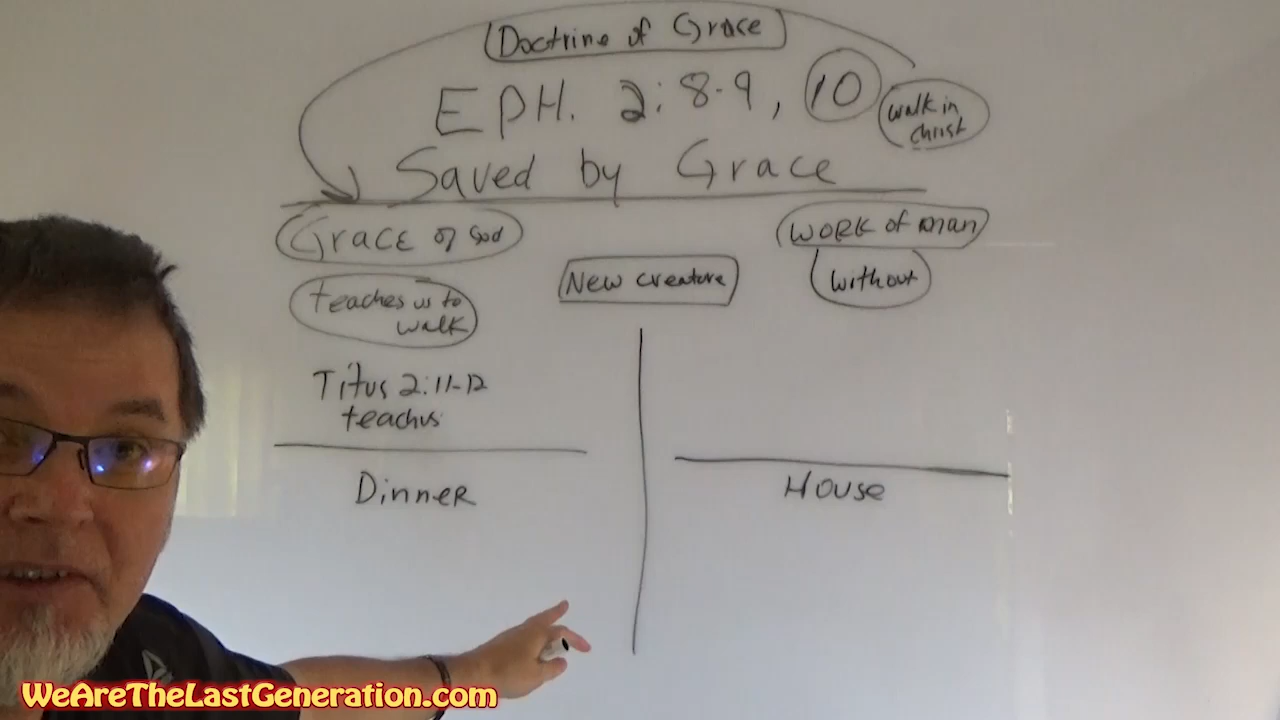 Doctrine of Grace
EPH. 2:8-9, 10
walk in
christ
Saved by Grace
Grace of God
WORK of man
teaches us to
walk
New creature
without
Titus 2:11-12
teachus
Dinner
House
WeAreTheLastGeneration.com